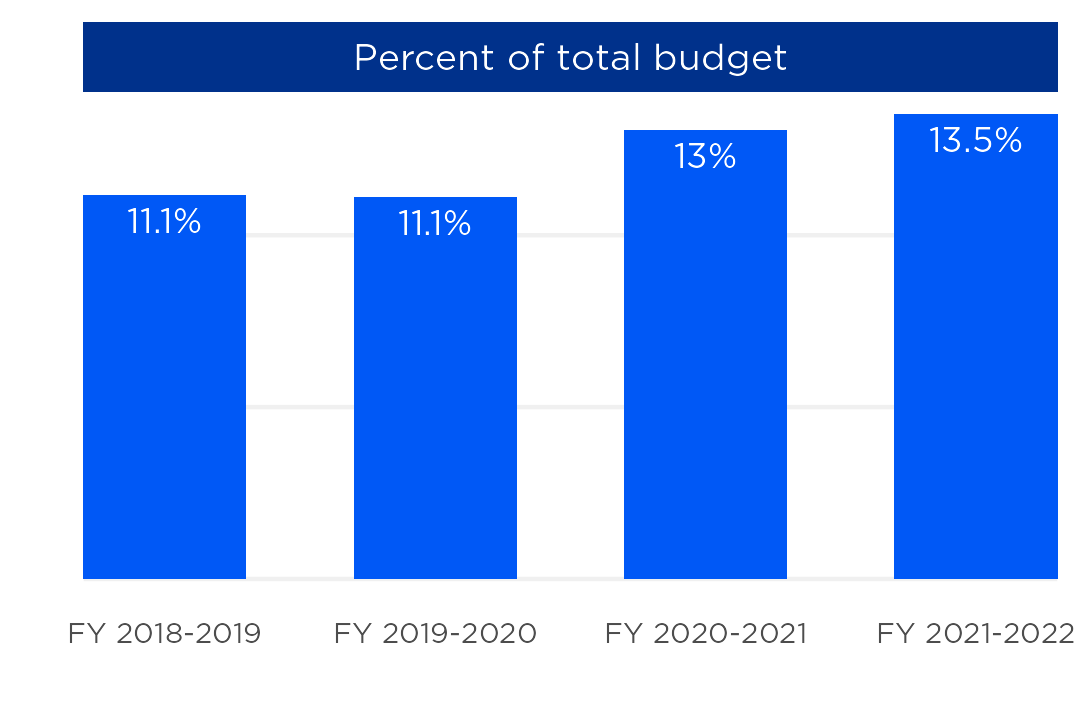 Percent of total budget
11.1%
11.1%
13%
13.5%
FY 2018-2019
FY 2019-2020
FY 2020-2021
FY 2021-2022